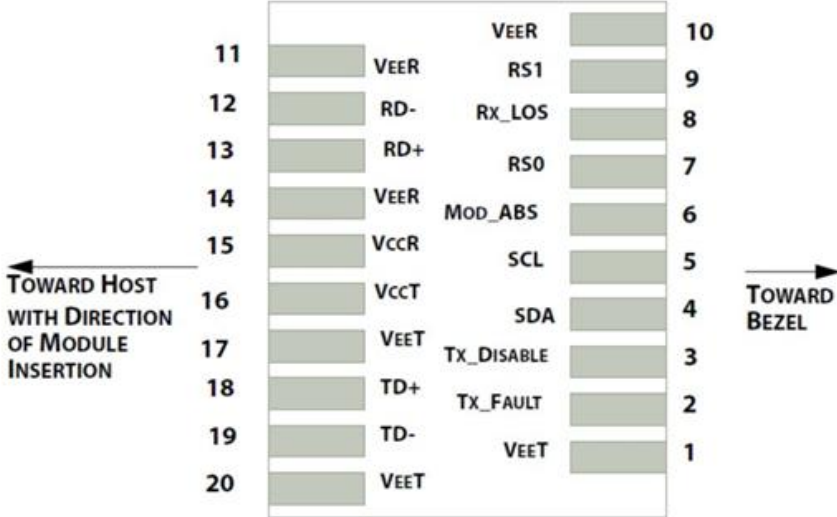 11 VEER
12 RD-
13 RD+
14 VEER
15 VCCR
16 VCCT
17 VEET
18 TD+
19 TD-
20 VEET
VEER 10
RS1 9
RX_LOS 8
RS0 7
MOD_ABS 6
SCL 5
SDA 4
TX_DISABLE 3
TX_FAULT 2
VEET 1
TOWARD HOST
WITH DIRECTION
OF MODULE
INSERTION
TOWARD
BEZEL